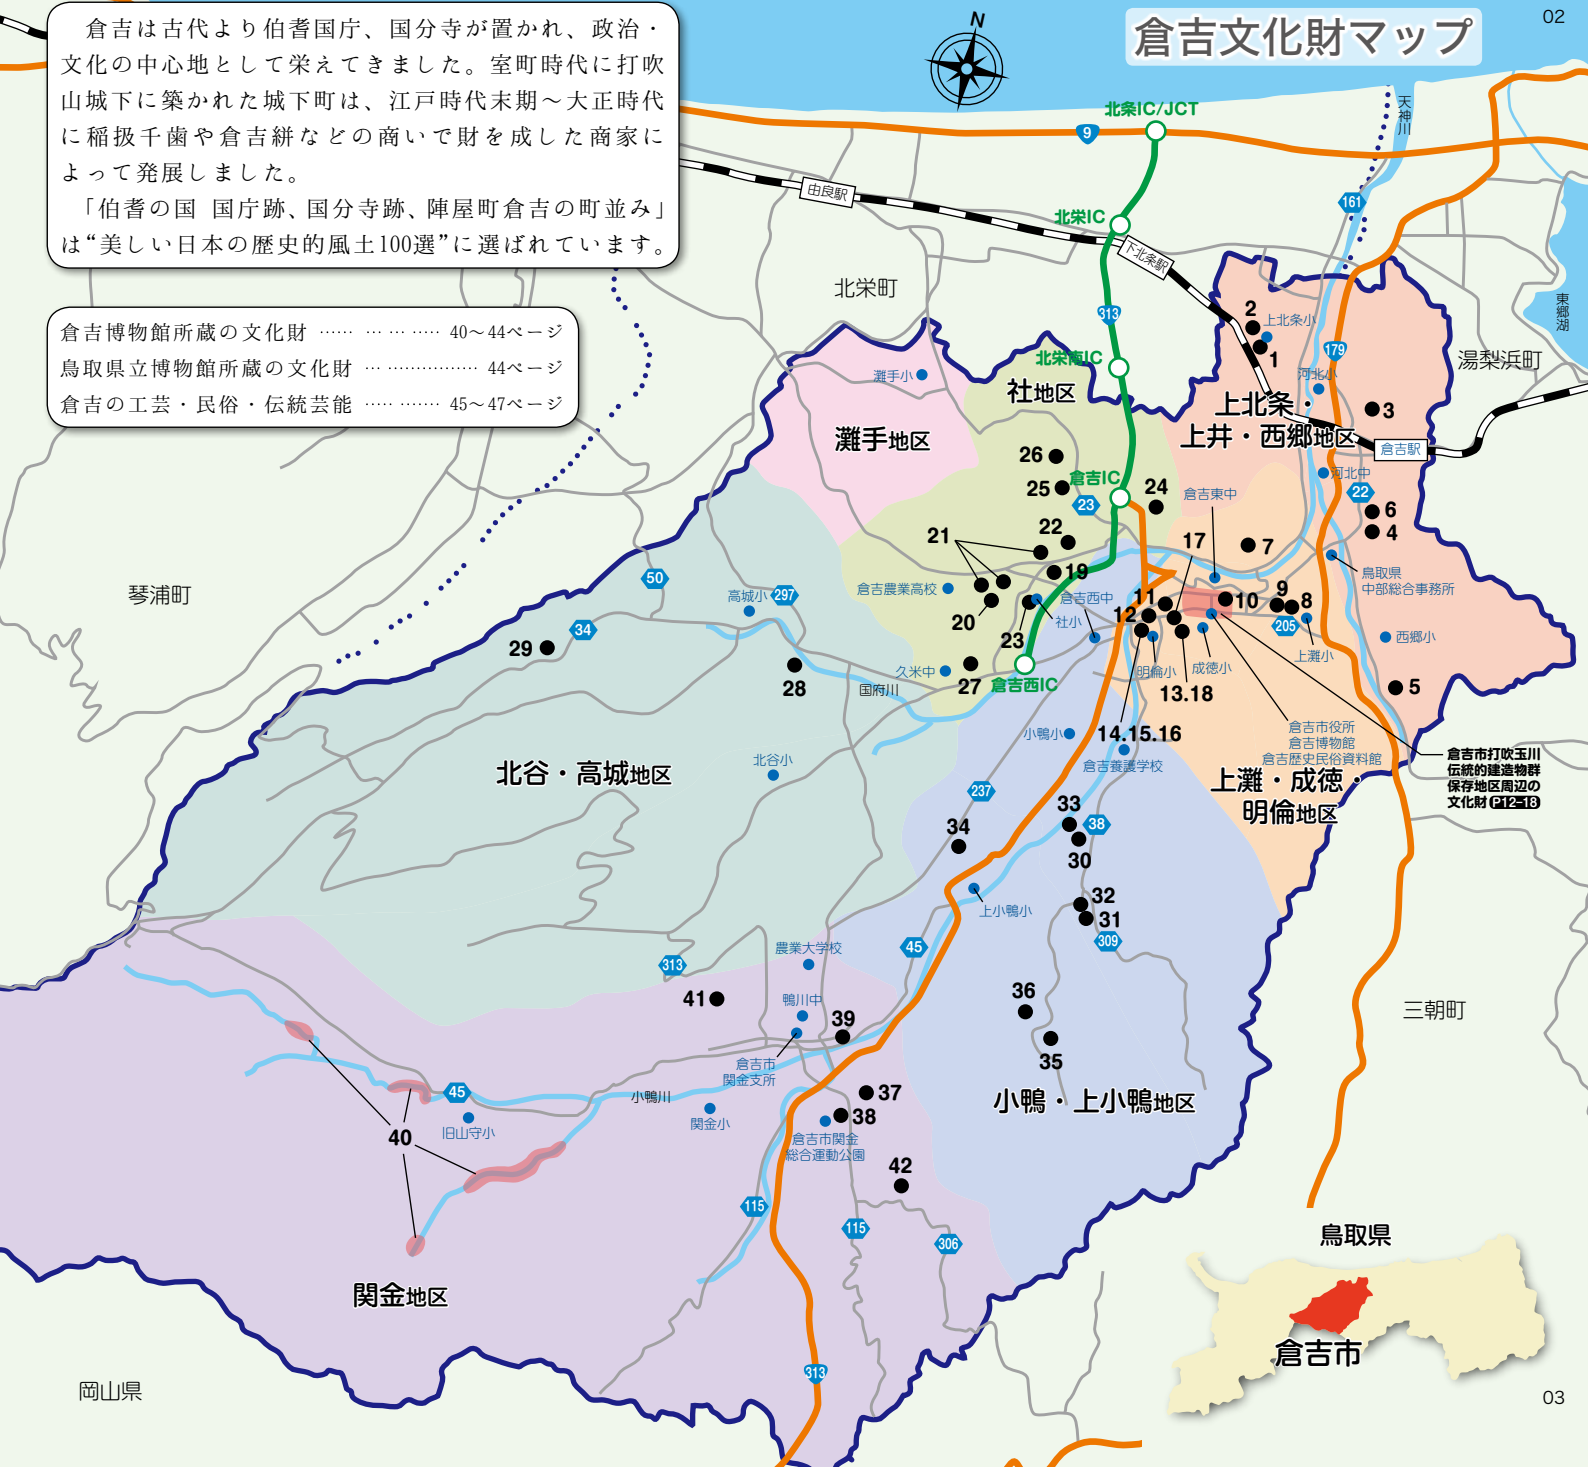 02
倉吉文化財マップ
倉吉は古代より伯耆国庁、国分寺が置かれ、政治・
文化の中心地として栄えてきました。室町時代に打吹
山城下に築かれた城下町は、江戸時代末期～大正時代
に稲扱千歯や倉吉絣などの商いで財を成した商家に
よって発展しました。
「伯耆の国 国庁跡、国分寺跡、陣屋町倉吉の町並み」
は“美しい日本の歴史的風土100選”に選ばれています。
倉吉博物館所蔵の文化財 …… … … ……… 40～44ページ
鳥取県立博物館所蔵の文化財 … …………… 44ページ
倉吉の工芸・民俗・伝統芸能 ….. …. …… 45～47ページ
N
北条IC/JCT
9
天神川
161
由良駅
北栄IC
下北条駅
北栄町
東郷湖
313
2
上北条小
1
179
北栄南IC
湯梨浜町
灘手小
社地区
河北小
上北条・
上井・西郷地区
3
灘手地区
倉吉駅
26
25
倉吉IC
23
24
倉吉東中
河北中
22
6
4
21
22
17
7
19
鳥取県
中部総合事務所
50
297
高城小
倉吉農業高校
倉吉西中
11
12
10
9
8
205
20
23
社小
34
29
上灘小
西郷小
28
久米中
27
倉吉西IC
明倫小
成徳小
13.18
5
国府川
小鴨小
14.15.16
倉吉養護学校
倉吉市役所
倉吉博物館
倉吉歴史民俗資料館
倉吉市打吹玉川
伝統的建造物群
保存地区周辺の
文化財 P12-18
琴浦町
北谷小
北谷・高城地区
上灘・成徳・
明倫地区
237
33
38
34
30
32
31
上小鴨小
309
45
農業大学校
313
41
鴨川中
39
36
35
三朝町
倉吉市
関金支所
小鴨・上小鴨地区
45
小鴨川
37
38
関金小
旧山守小
40
倉吉市関金
総合運動公園
42
115
115
306
関金地区
鳥取県
倉吉市
313
岡山県
03